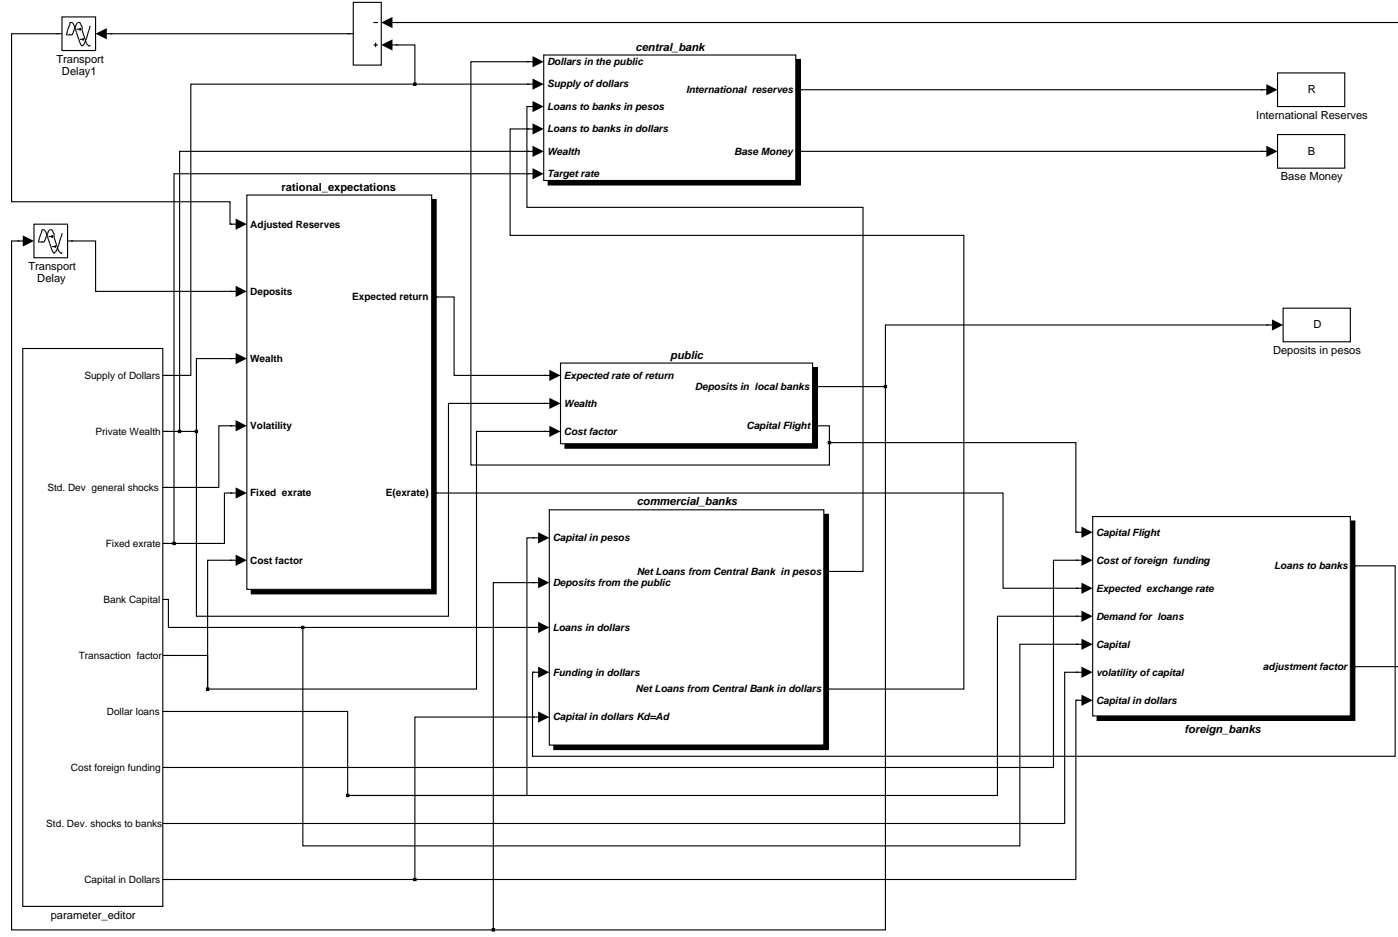 −
+
Transport
Delay1
central_bank
Dollars in the public
Supply of dollars
Loans to banks in pesos
Loans to banks in dollars
Wealth
Target rate
International  reserves
Base Money
R
International Reserves
B
Base Money
rational_expectations
Adjusted Reserves
Deposits
Wealth
Volatility
Fixed  exrate
Cost factor
Expected return
E(exrate)
Transport
Delay
D
Deposits in pesos
public
Expected rate of return
Wealth
Cost factor
Deposits in  local banks
Capital Flight
Supply of Dollars
Private Wealth
Std. Dev  general shocks
Fixed exrate
Bank Capital
Transaction  factor
Dollar loans
Cost foreign funding
Std. Dev. shocks to banks
Capital in Dollars
parameter_editor
commercial_banks
Capital in pesos
Deposits from the public
Loans in dollars
Funding in dollars
Capital in dollars Kd=Ad
Net Loans from Central Bank  in pesos
Net Loans from Central Bank in dollars
Capital Flight
Cost of foreign  funding
Expected  exchange rate
Demand for  loans
Capital
volatility of capital
Capital in dollars
Loans to banks
adjustment factor
foreign_banks